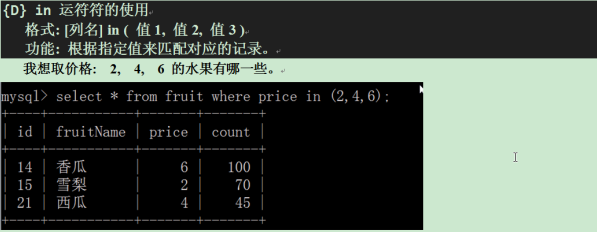 {D} in 运符符的使用
格式: [列名] in ( 值 1, 值 2, 值 3 )
功能: 根据指定值来匹配对应的记录。
我想取价格: 2, 4, 6 的水果有哪一些。
mysql> select * from fruit where price in (2,4,6);
+----+-----------+-------+-------+
| id | fruitName | price | count |
+----+-----------+-------+-------+
| 14 | 香瓜 | 6 | 100 |
| 15 | 雪梨 | 2 | 70 |
| 21 | 西瓜 | 4 | 45 |
+----+-----------+-------+-------+